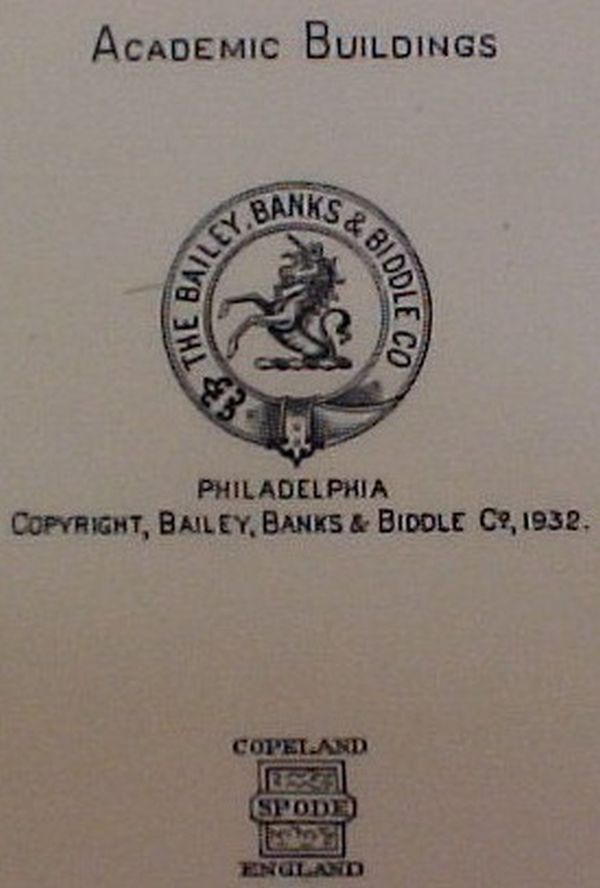 ACADEMIC BUILDINGS
THE BAILEY, BANKS & BIDDLE CO
PHILADELPHIA
COPYRIGHT, BAILEY, BANKS & BIDDLE Cº, 1932.
COPELAND
SPODE
ENGLAND